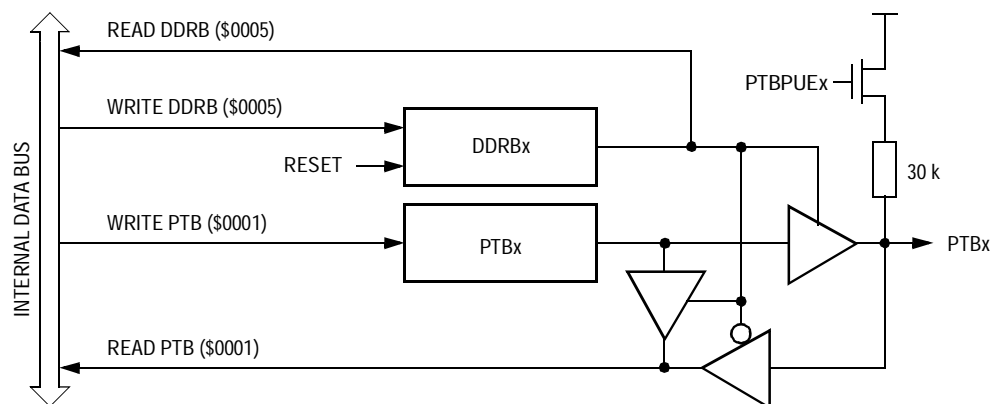 READ DDRB ($0005)
PTBPUEx
WRITE DDRB ($0005)
DDRBx
RESET
30 k
WRITE PTB ($0001)
PTBx
PTBx
INTERNAL DATA BUS
READ PTB ($0001)